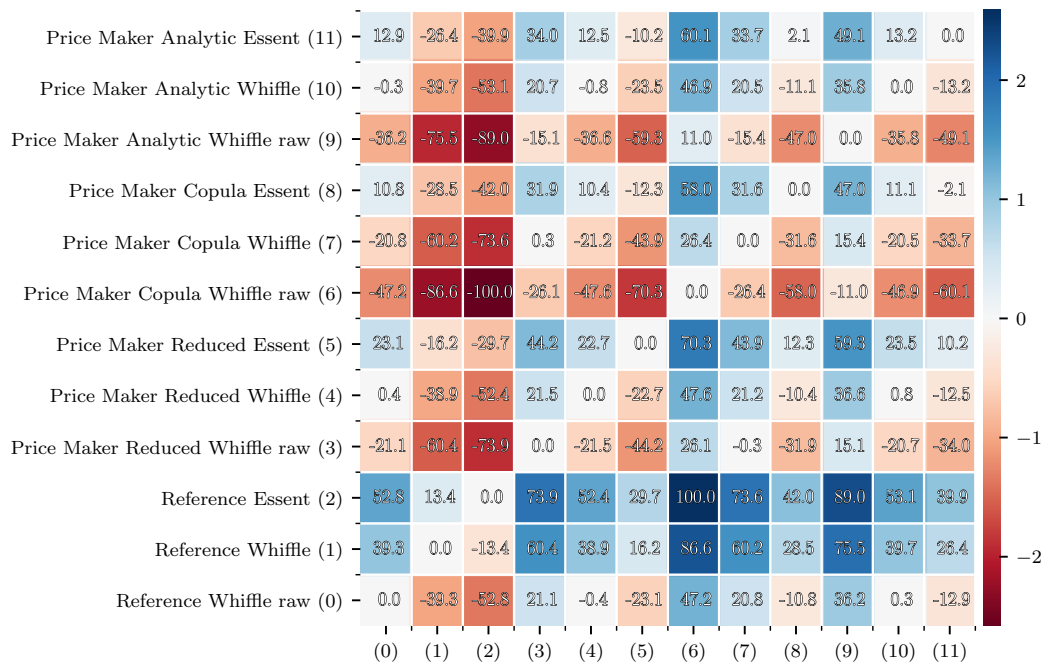 Price Maker Analytic Essent (11) 12.9 -26.4 -39.9 34.0 12.5 -10.2 60.1 33.7 2.1 49.1 13.2 0.0
Price Maker Analytic Whiffle (10) -0.3 -39.7 -53.1 20.7 -0.8 -23.5 46.9 20.5 -11.1 35.8 0.0 -13.2
Price Maker Analytic Whiffle raw (9) -36.2 -75.5 -89.0 -15.1 -36.6 -59.3 11.0 -15.4 -47.0 0.0 -35.8 -49.1
Price Maker Copula Essent (8) 10.8 -28.5 -42.0 31.9 10.4 -12.3 58.0 31.6 0.0 47.0 11.1 -2.1
Price Maker Copula Whiffle (7) -20.8 -60.2 -73.6 0.3 -21.2 -43.9 26.4 0.0 -31.6 15.4 -20.5 -33.7
Price Maker Copula Whiffle raw (6) -47.2 -86.6 -100.0 -26.1 -47.6 -70.3 0.0 -26.4 -58.0 -11.0 -46.9 -60.1
Price Maker Reduced Essent (5) 23.1 -16.2 -29.7 44.2 22.7 0.0 70.3 43.9 12.3 59.3 23.5 10.2
Price Maker Reduced Whiffle (4) 0.4 -38.9 -52.4 21.5 0.0 -22.7 47.6 21.2 -10.4 36.6 0.8 -12.5
Price Maker Reduced Whiffle raw (3) -21.1 -60.4 -73.9 0.0 -21.5 -44.2 26.1 -0.3 -31.9 15.1 -20.7 -34.0
Reference Essent (2) 52.8 13.4 0.0 73.9 52.4 29.7 100.0 73.6 42.0 89.0 53.1 39.9
Reference Whiffle (1) 39.3 0.0 -13.4 60.4 38.9 16.2 86.6 60.2 28.5 75.5 39.7 26.4
Reference Whiffle raw (0) 0.0 -39.3 -52.8 21.1 -0.4 -23.1 47.2 20.8 -10.8 36.2 0.3 -12.9
(0) (1) (2) (3) (4) (5) (6) (7) (8) (9) (10) (11)
2
1
0
−1
−2